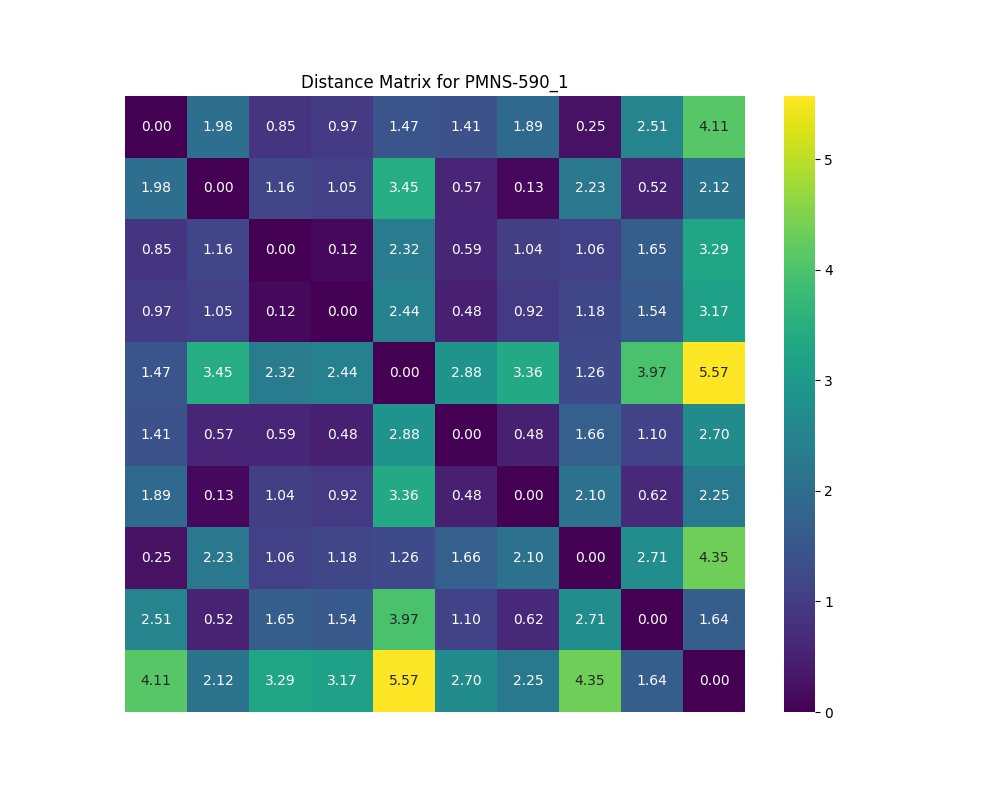 Distance Matrix for PMNS-590_1
0.00 1.98 0.85 0.97 1.47 1.41 1.89 0.25 2.51 4.11
1.98 0.00 1.16 1.05 3.45 0.57 0.13 2.23 0.52 2.12
0.85 1.16 0.00 0.12 2.32 0.59 1.04 1.06 1.65 3.29
0.97 1.05 0.12 0.00 2.44 0.48 0.92 1.18 1.54 3.17
1.47 3.45 2.32 2.44 0.00 2.88 3.36 1.26 3.97 5.57
1.41 0.57 0.59 0.48 2.88 0.00 0.48 1.66 1.10 2.70
1.89 0.13 1.04 0.92 3.36 0.48 0.00 2.10 0.62 2.25
0.25 2.23 1.06 1.18 1.26 1.66 2.10 0.00 2.71 4.35
2.51 0.52 1.65 1.54 3.97 1.10 0.62 2.71 0.00 1.64
4.11 2.12 3.29 3.17 5.57 2.70 2.25 4.35 1.64 0.00
5
4
3
2
1
0